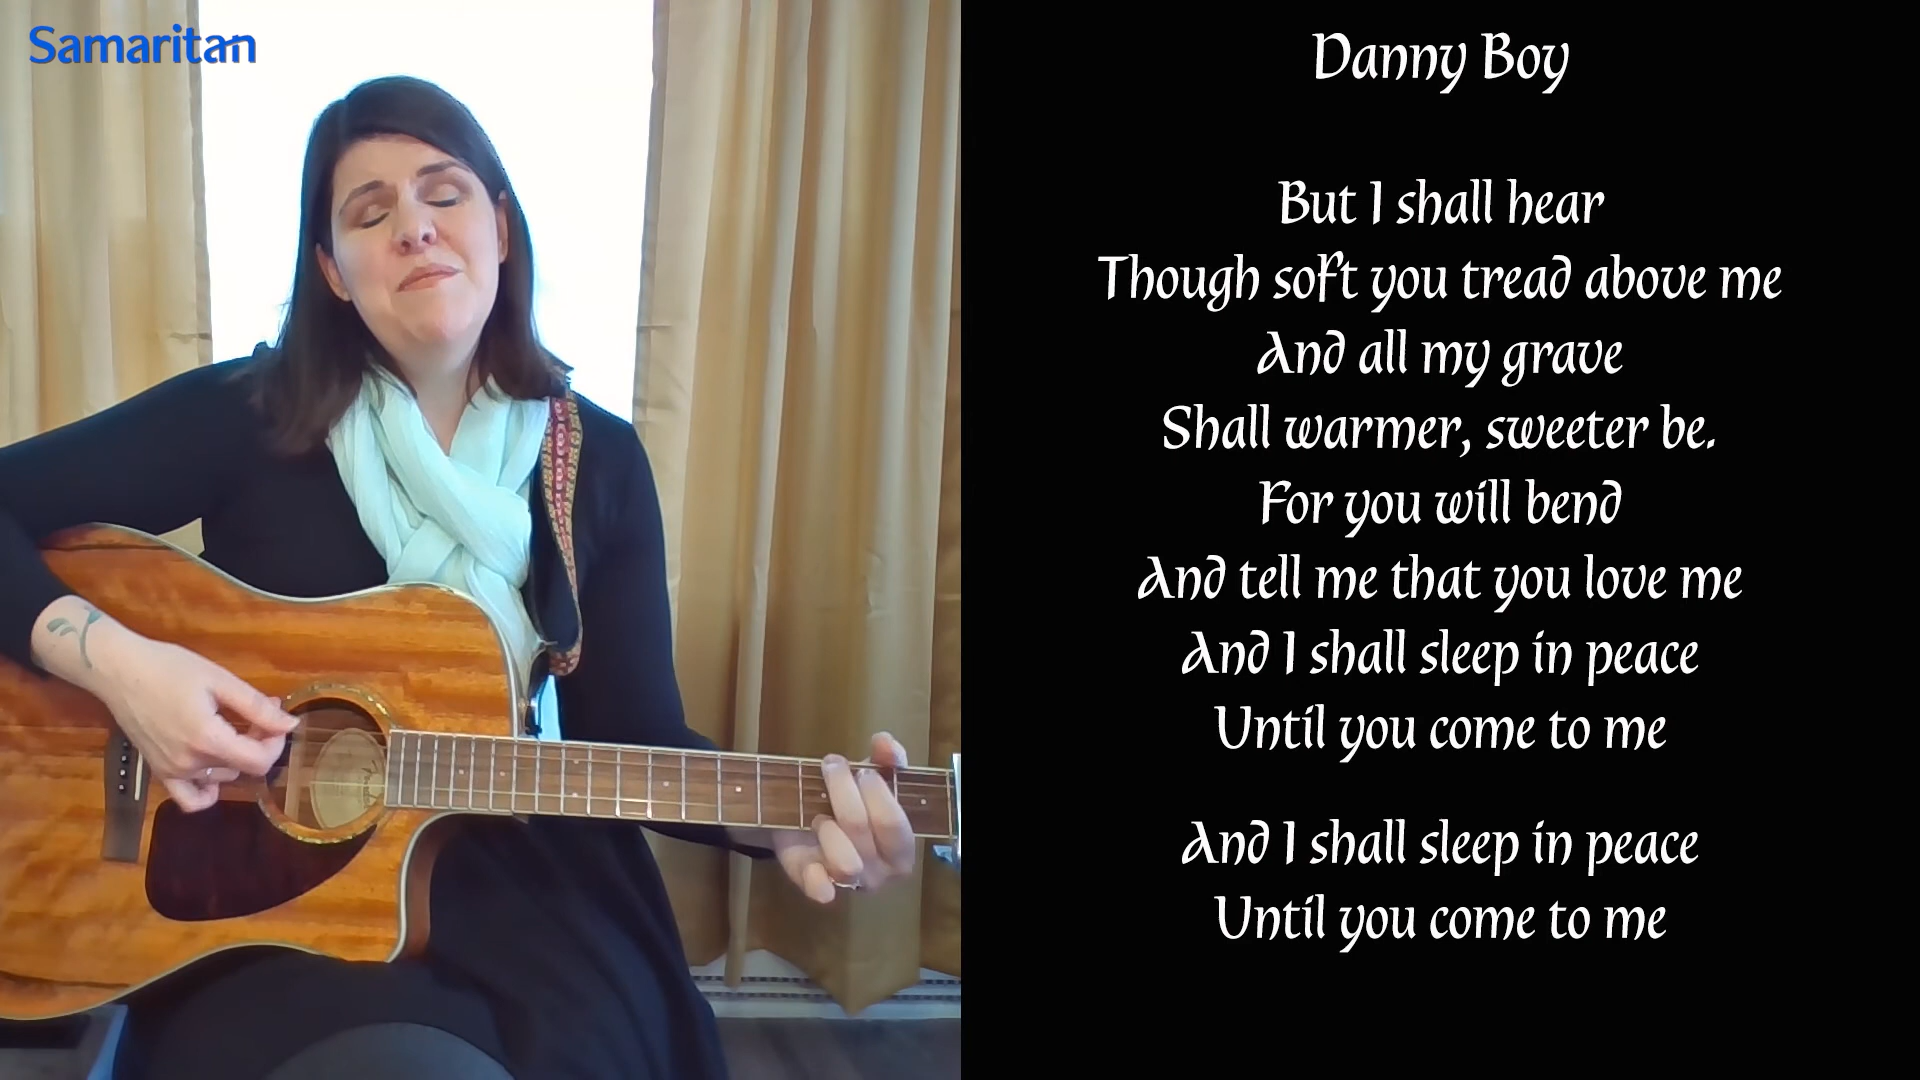 Samaritan
Danny Boy
But I shall hear
Though soft you tread above me
And all my grave
Shall warmer, sweeter be.
For you will bend
And tell me that you love me
And I shall sleep in peace
Until you come to me
And I shall sleep in peace
Until you come to me